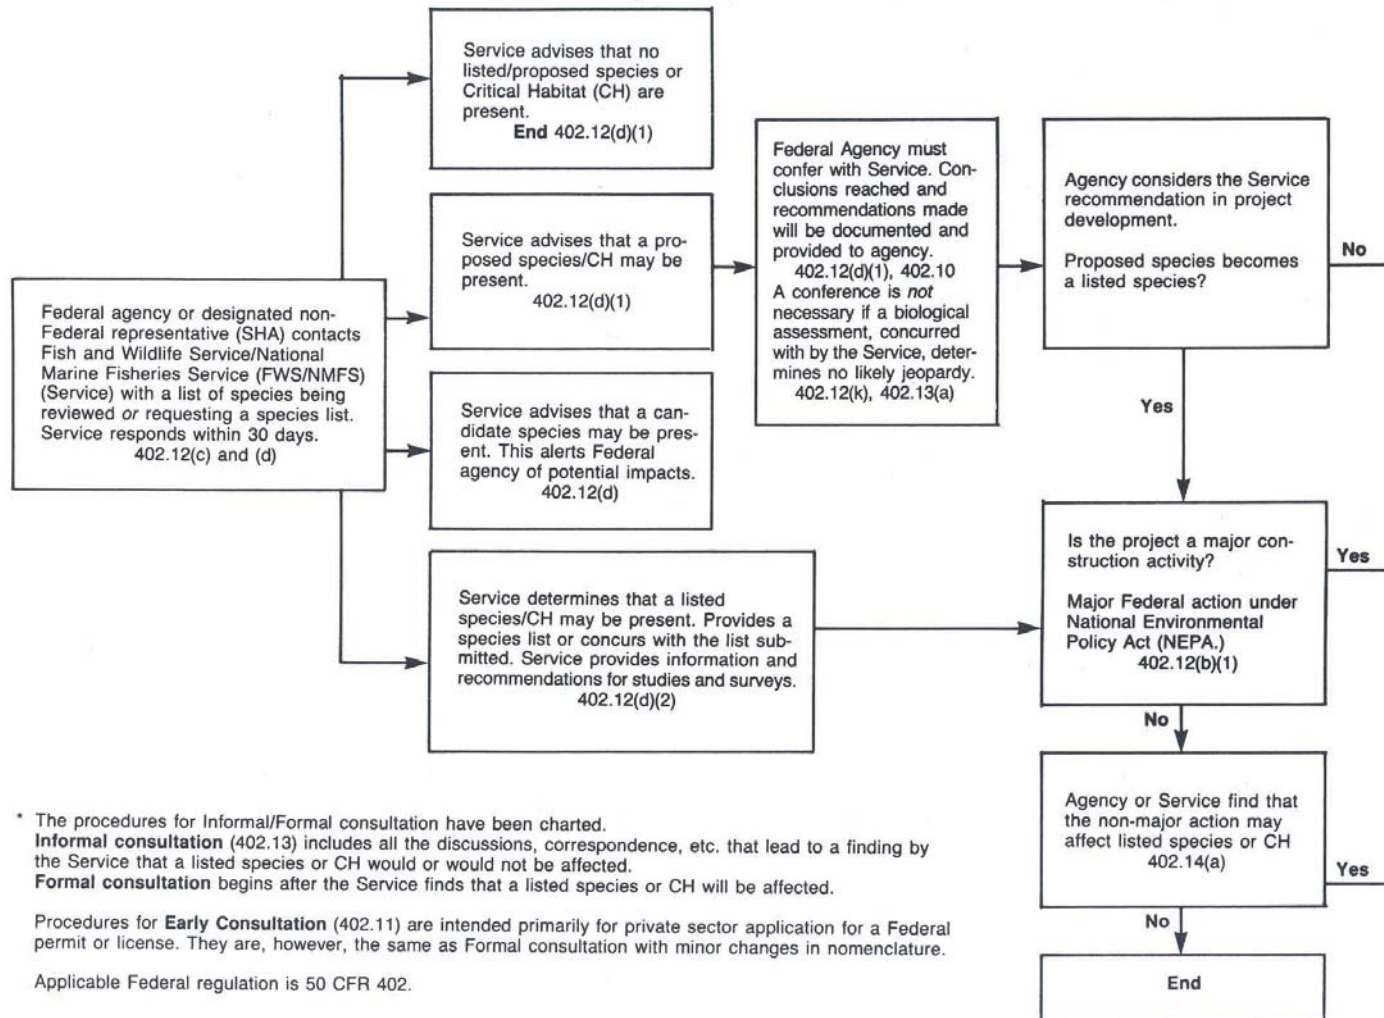 Service advises that no
listed/proposed species or
Critical Habitat (CH) are
present.
End 402.12(d)(1)
Service advises that a pro-
posed species/CH may be
present.
402.12(d)(1)
Federal Agency must
confer with Service. Con-
clusions reached and
recommendations made
will be documented and
provided to agency.
402.12(d)(1), 402.10
A conference is not
necessary if a biological
assessment, concurred
with by the Service, deter-
mines no likely jeopardy.
402.12(k), 402.13(a)
Agency considers the Service
recommendation in project
development.
Proposed species becomes
a listed species?
No
Yes
Federal agency or designated non-
Federal representative (SHA) contacts
Fish and Wildlife Service/National
Marine Fisheries Service (FWS/NMFS)
(Service) with a list of species being
reviewed or requesting a species list.
Service responds within 30 days.
402.12(c) and (d)
Service advises that a can-
didate species may be pres-
ent. This alerts Federal
agency of potential impacts.
402.12(d)
Service determines that a listed
species/CH may be present. Provides a
species list or concurs with the list sub-
mitted. Service provides information and
recommendations for studies and surveys.
402.12(d)(2)
Is the project a major con-
struction activity?
Major Federal action under
National Environmental
Policy Act (NEPA.)
402.12(b)(1)
Yes
No
Agency or Service find that
the non-major action may
affect listed species or CH
402.14(a)
Yes
No
End
* The procedures for Informal/Formal consultation have been charted.
Informal consultation (402.13) includes all the discussions, correspondence, etc. that lead to a finding by
the Service that a listed species or CH would or would not be affected.
Formal consultation begins after the Service finds that a listed species or CH will be affected.
Procedures for Early Consultation (402.11) are intended primarily for private sector application for a Federal
permit or license. They are, however, the same as Formal consultation with minor changes in nomenclature.
Applicable Federal regulation is 50 CFR 402.